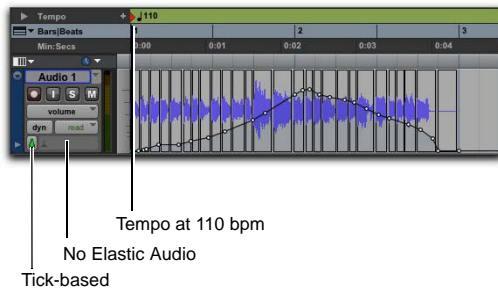 Tempo + 110
Bars|Beats 1 2 3
Min:Secs 0:00 0:01 0:02 0:03 0:04
Audio 1
I S M
volume
dyn read
Tempo at 110 bpm
No Elastic Audio
Tick-based